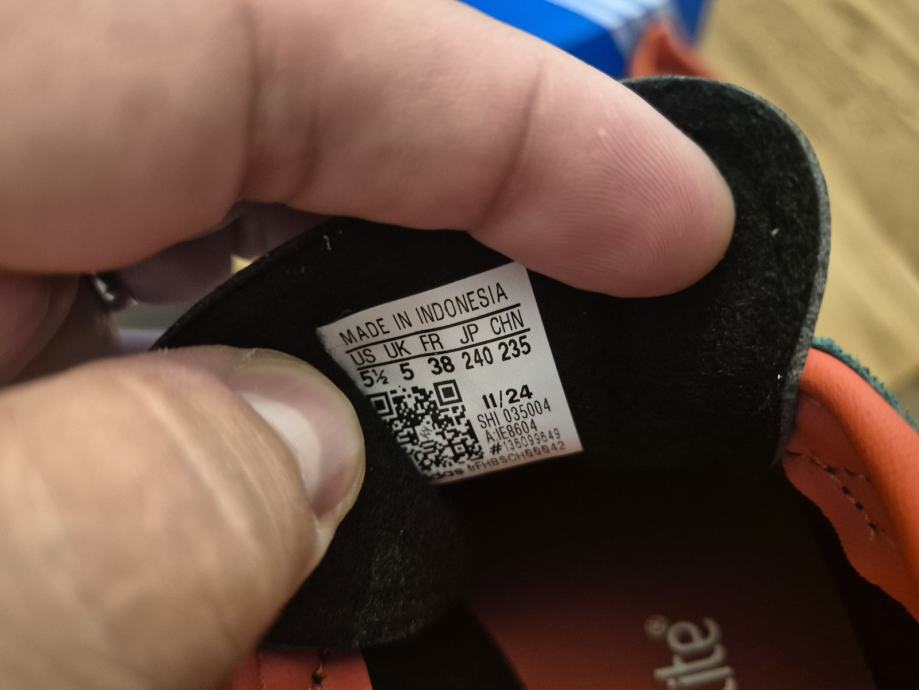 MADE IN INDONESIA
US UK FR JP CHN
5½ 5 38 240 235
11/24
SHI 035004
A:IE8604